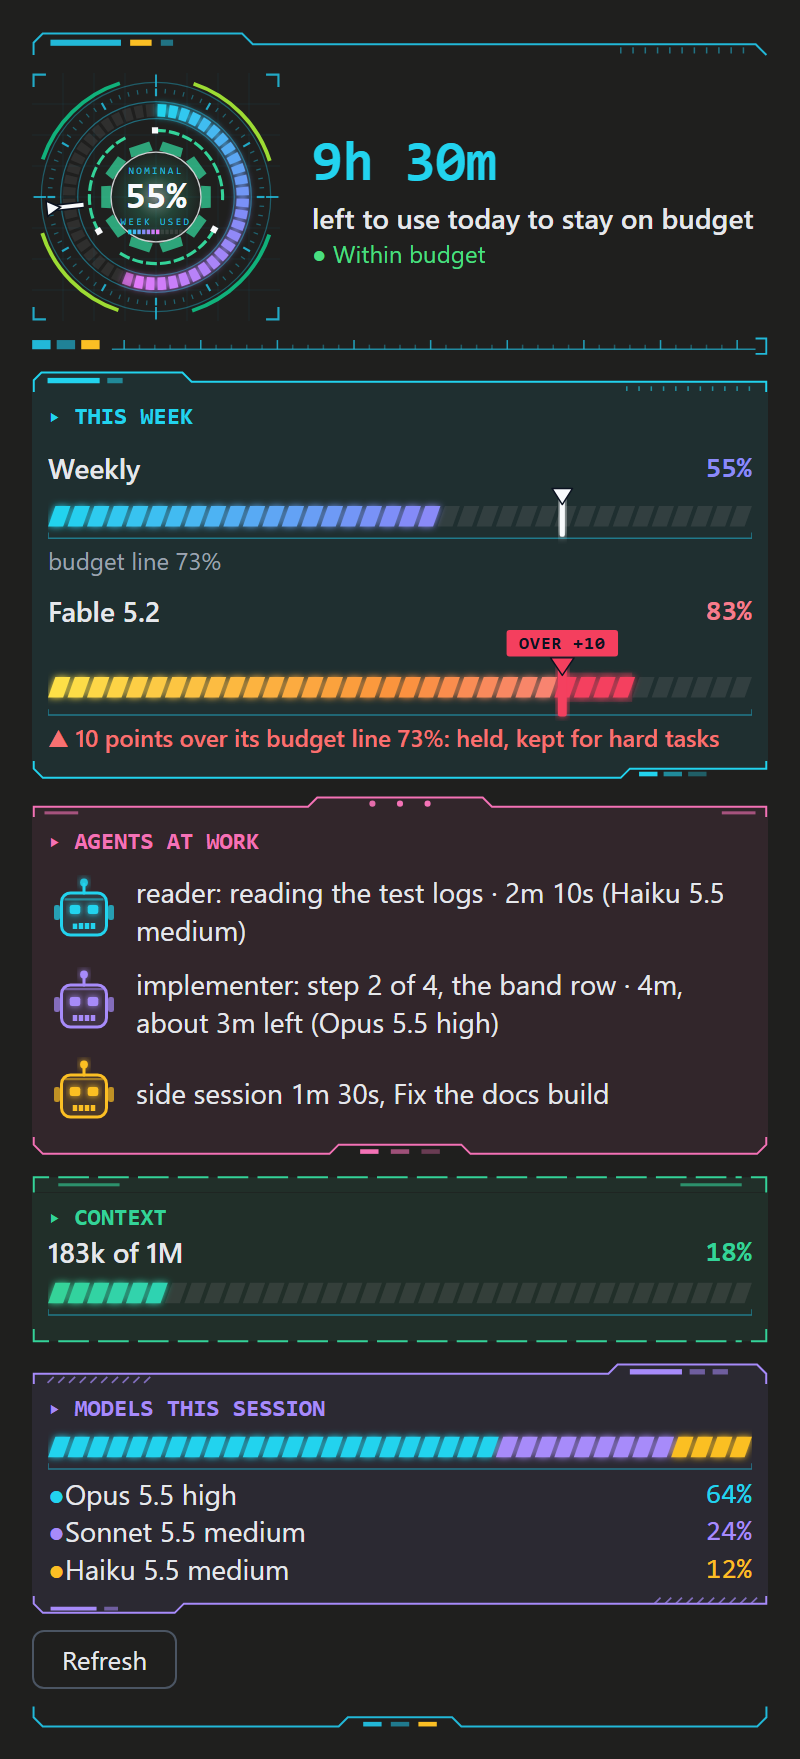 NOMINAL
55%
WEEK USED
9h 30m
left to use today to stay on budget
● Within budget
▸ THIS WEEK
Weekly 55%
budget line 73%
Fable 5.2 83%
OVER +10
▲ 10 points over its budget line 73%: held, kept for hard tasks
▸ AGENTS AT WORK
reader: reading the test logs · 2m 10s (Haiku 5.5
medium)
implementer: step 2 of 4, the band row · 4m,
about 3m left (Opus 5.5 high)
side session 1m 30s, Fix the docs build
▸ CONTEXT
183k of 1M 18%
▸ MODELS THIS SESSION
●Opus 5.5 high 64%
●Sonnet 5.5 medium 24%
●Haiku 5.5 medium 12%
Refresh